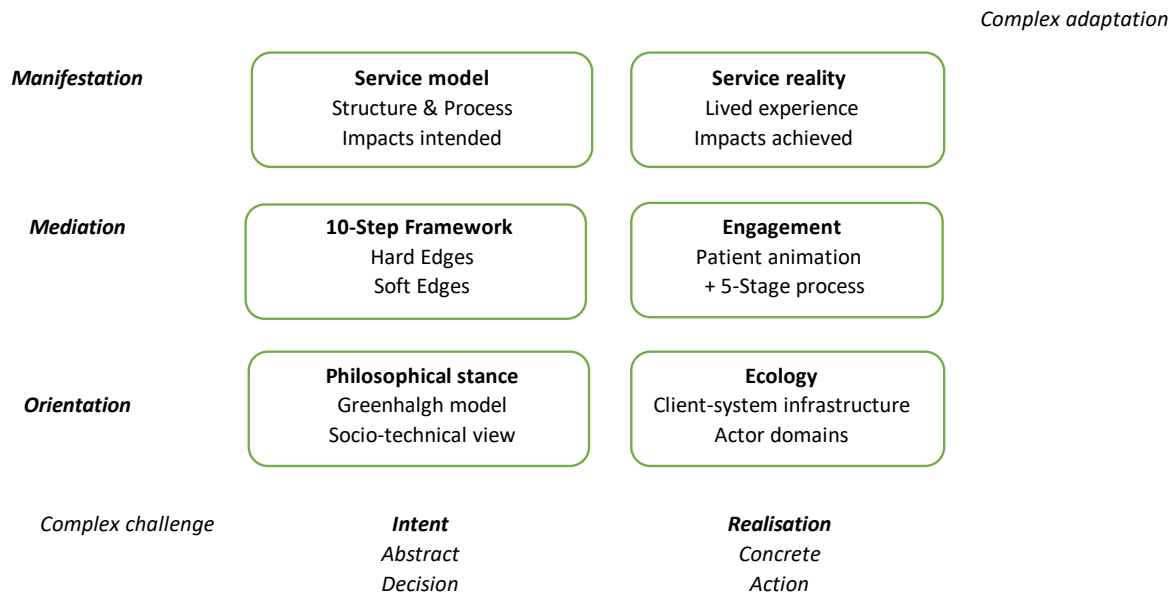 Complex adaptation
Manifestation
Service model
Structure & Process
Impacts intended
Service reality
Lived experience
Impacts achieved
Mediation
10-Step Framework
Hard Edges
Soft Edges
Engagement
Patient animation
+ 5-Stage process
Orientation
Philosophical stance
Greenhalgh model
Socio-technical view
Ecology
Client-system infrastructure
Actor domains
Complex challenge
Intent
Abstract
Decision
Realisation
Concrete
Action